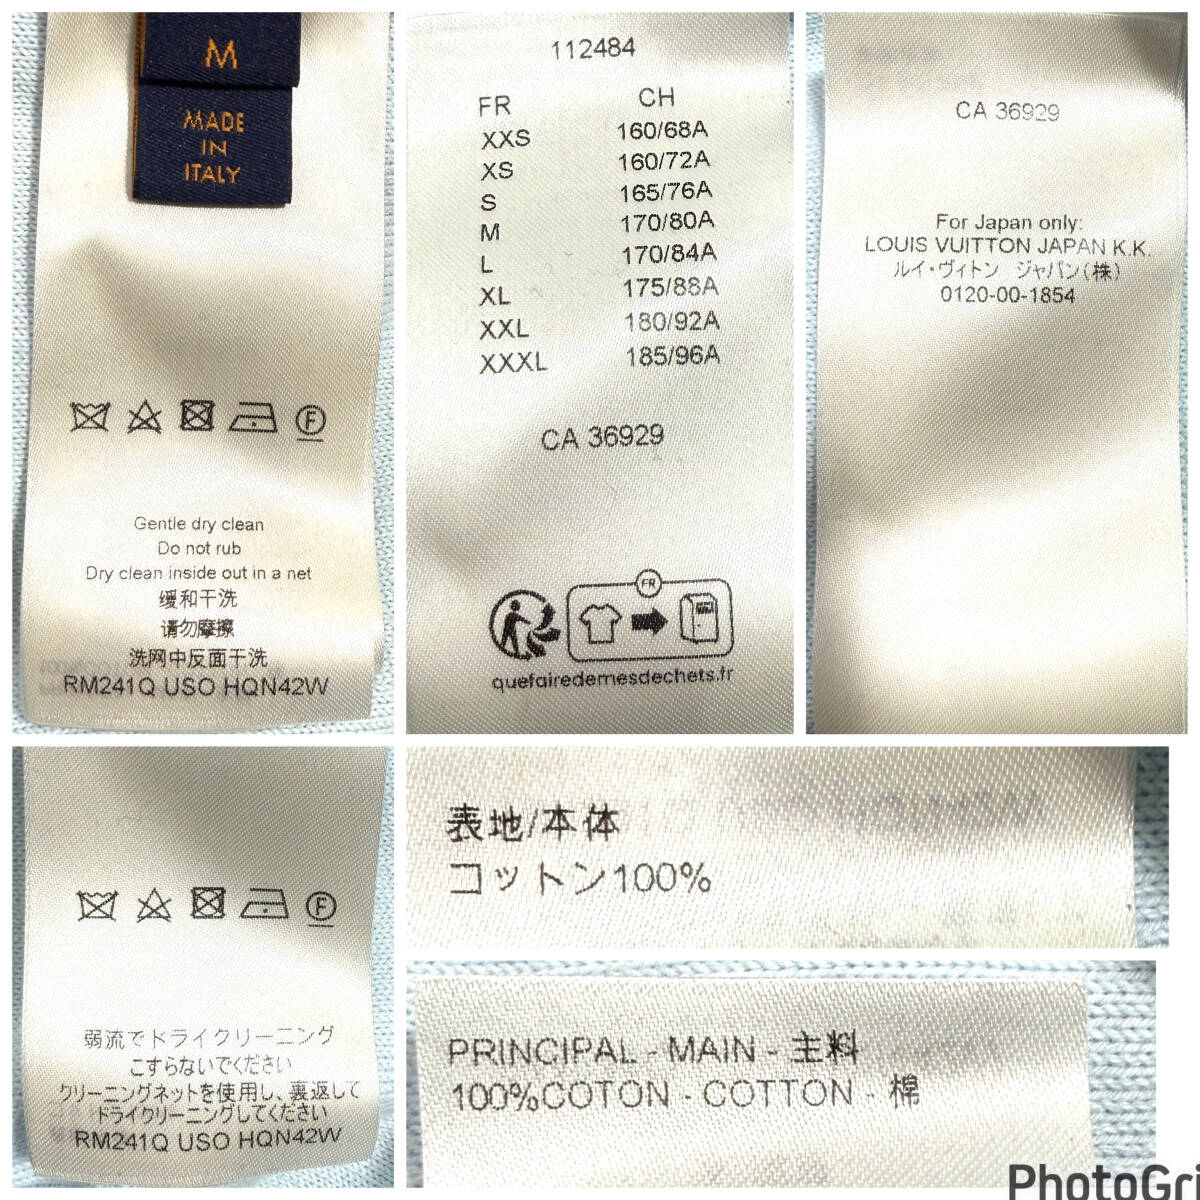 M
MADE
IN
ITALY
Gentle dry clean
Do not rub
Dry clean inside out in a net
缓和干洗
请勿摩擦
洗网中反面干洗
RM241Q USO HQN42W
112484
FR CH
XXS 160/68A
XS 160/72A
S 165/76A
M 170/80A
L 170/84A
XL 175/88A
XXL 180/92A
XXXL 185/96A
CA 36929
FR
quefairedemesdechets.fr
CA 36929
For Japan only:
LOUIS VUITTON JAPAN K.K.
ルイ・ヴィトン ジャパン(株)
0120-00-1854
F
F
弱流でドライクリーニング
こすらないでください
クリーニングネットを使用し、裏返して
ドライクリーニングしてください
RM241Q USO HQN42W
表地/本体
コットン100%
PRINCIPAL - MAIN - 主料
100%COTON - COTTON - 棉
PhotoGri